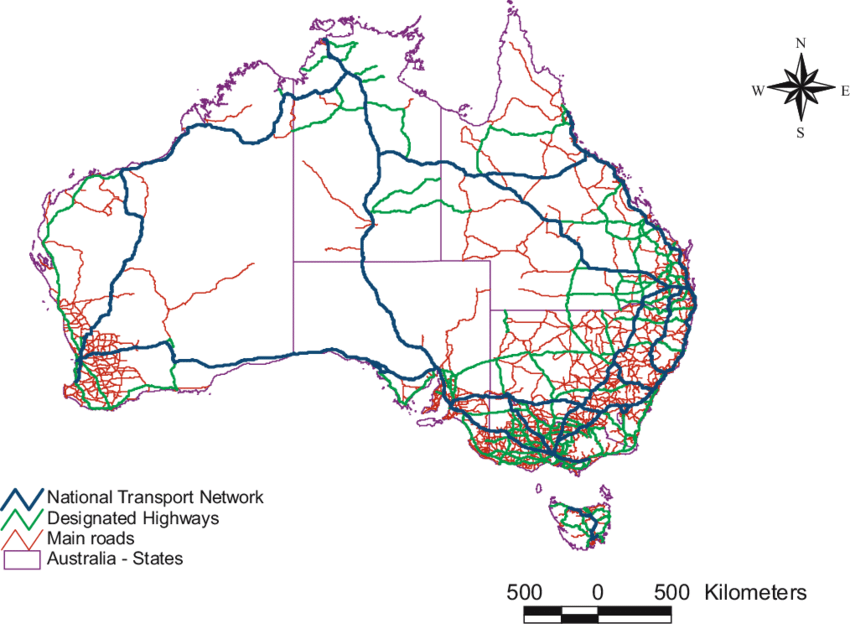 N
W E
S
National Transport Network
Designated Highways
Main roads
Australia - States
500 0 500 Kilometers